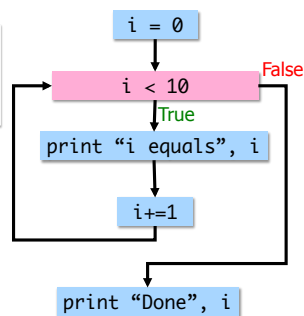 i = 0
i < 10
False
True
print “i equals”, i
i+=1
print “Done”, i